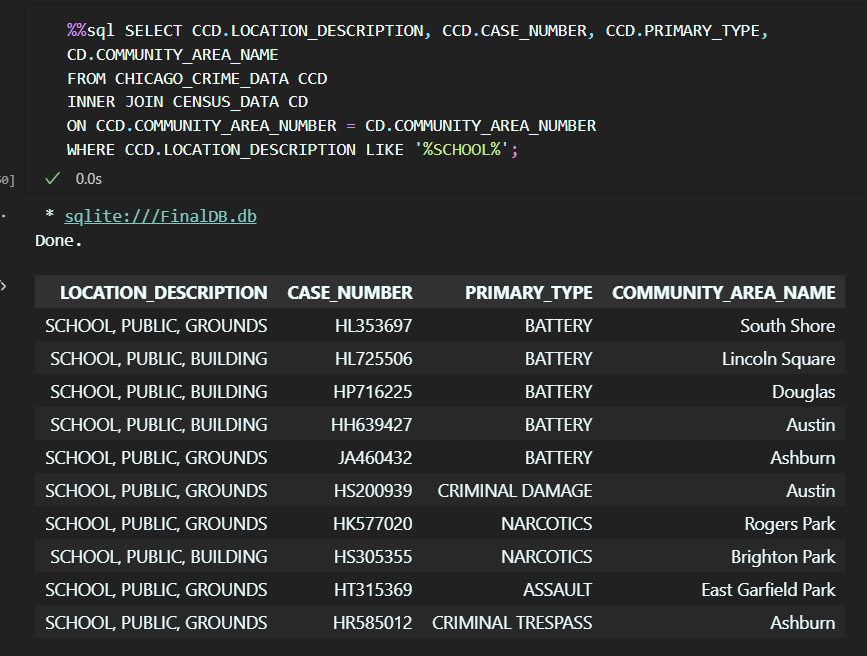 %%sql SELECT CCD.LOCATION_DESCRIPTION, CCD.CASE_NUMBER, CCD.PRIMARY_TYPE,
CD.COMMUNITY_AREA_NAME
FROM CHICAGO_CRIME_DATA CCD
INNER JOIN CENSUS_DATA CD
ON CCD.COMMUNITY_AREA_NUMBER = CD.COMMUNITY_AREA_NUMBER
WHERE CCD.LOCATION_DESCRIPTION LIKE '%SCHOOL%';
0] ✓ 0.0s
* sqlite:///FinalDB.db
Done.
LOCATION_DESCRIPTION CASE_NUMBER PRIMARY_TYPE COMMUNITY_AREA_NAME
SCHOOL, PUBLIC, GROUNDS HL353697 BATTERY South Shore
SCHOOL, PUBLIC, BUILDING HL725506 BATTERY Lincoln Square
SCHOOL, PUBLIC, BUILDING HP716225 BATTERY Douglas
SCHOOL, PUBLIC, BUILDING HH639427 BATTERY Austin
SCHOOL, PUBLIC, GROUNDS JA460432 BATTERY Ashburn
SCHOOL, PUBLIC, GROUNDS HS200939 CRIMINAL DAMAGE Austin
SCHOOL, PUBLIC, GROUNDS HK577020 NARCOTICS Rogers Park
SCHOOL, PUBLIC, BUILDING HS305355 NARCOTICS Brighton Park
SCHOOL, PUBLIC, GROUNDS HT315369 ASSAULT East Garfield Park
SCHOOL, PUBLIC, GROUNDS HR585012 CRIMINAL TRESPASS Ashburn